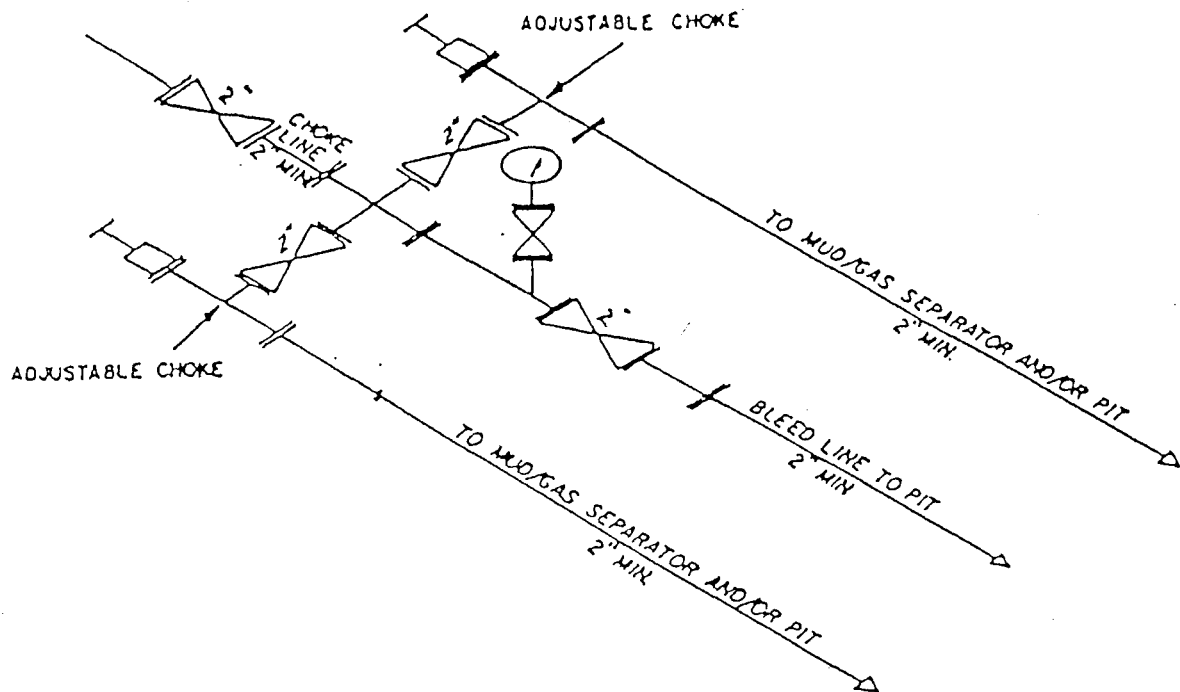 ADJUSTABLE CHOKE
2"
CHOKE
LINE
2" MIN.
2"
2"
ADJUSTABLE CHOKE
2"
TO MUD/GAS SEPARATOR AND/OR PIT
2" MIN.
BLEED LINE TO PIT
2" MIN
TO MUD/GAS SEPARATOR AND/OR PIT
2" MIN.